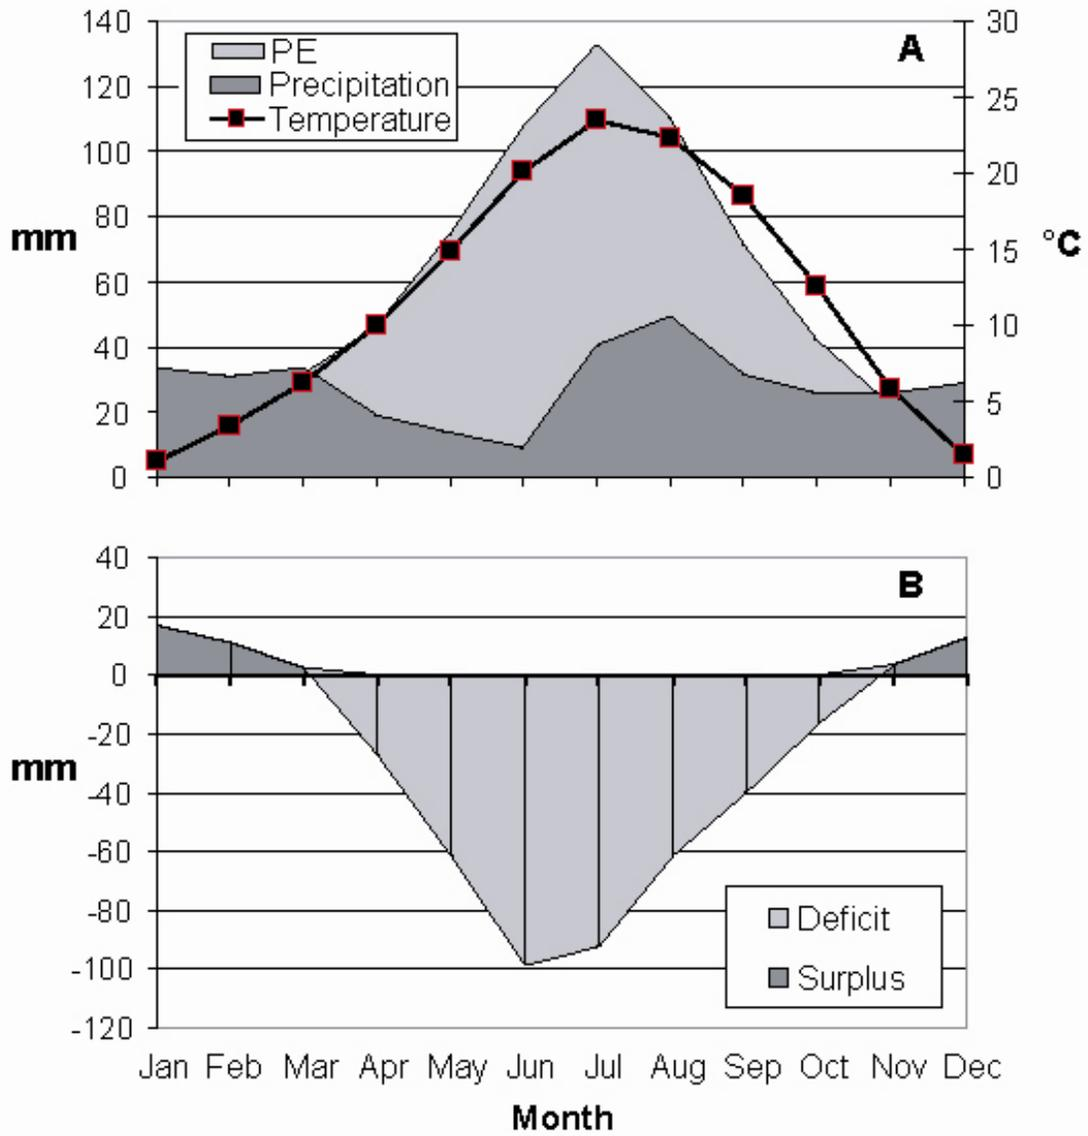 140
120
100
80
60
40
20
0
mm
PE
Precipitation
Temperature
A
30
25
20
15
10
5
0
°C
40
20
0
-20
-40
-60
-80
-100
-120
mm
B
Deficit
Surplus
Jan Feb Mar Apr May Jun Jul Aug Sep Oct Nov Dec
Month